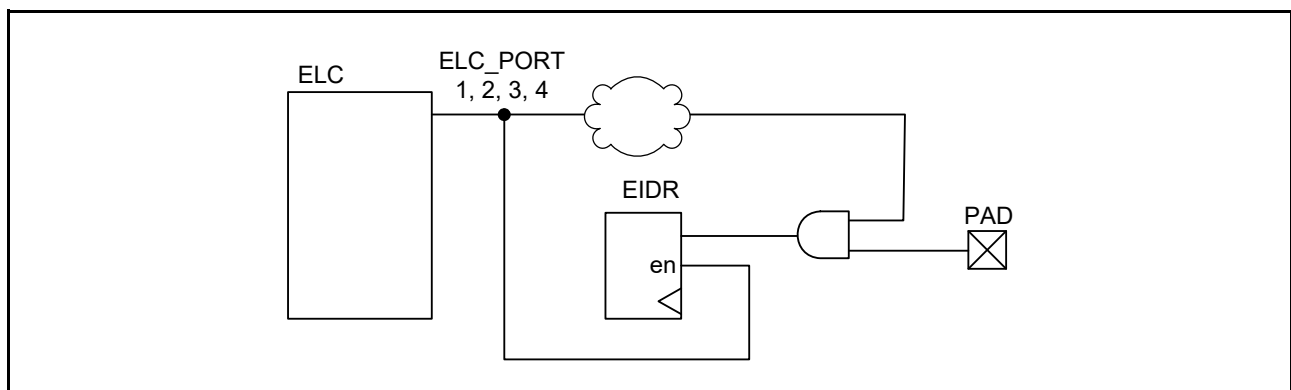 ELC
ELC_PORT
1, 2, 3, 4
EIDR
en
PAD